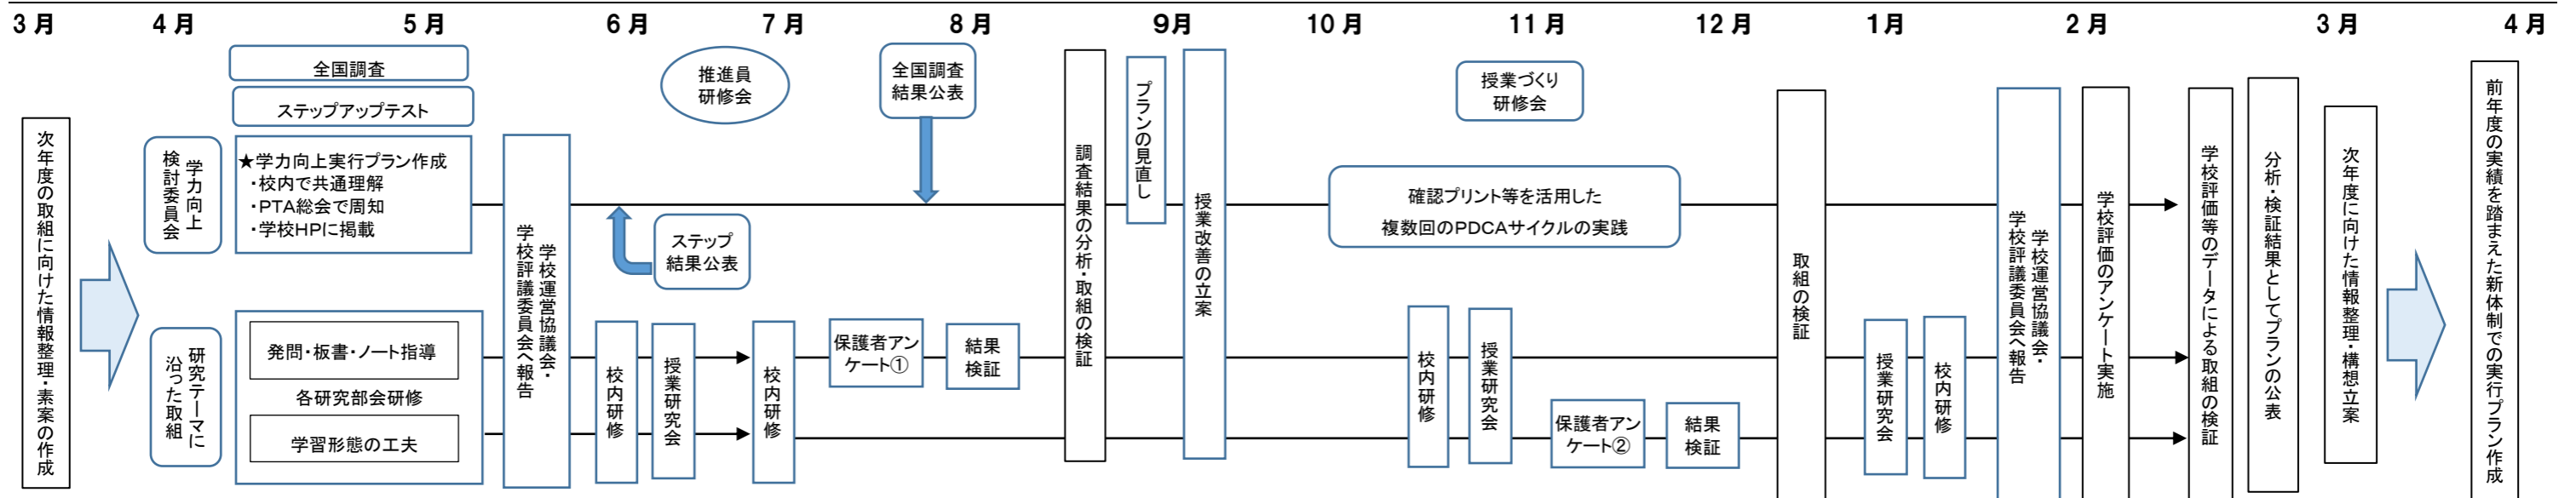 3月
4月
5月
6月
7月
8月
9月
10月
11月
12月
1月
2月
3月
4月
次年度の取組に向けた情報整理・素案の作成
学力向上
検討委員会
研究テーマに
沿った取組
全国調査
ステップアップテスト
★学力向上実行プラン作成
・校内で共通理解
・PTA総会で周知
・学校HPに掲載
発問・板書・ノート指導
各研究部会研修
学習形態の工夫
学校運営協議会・
学校評議委員会へ報告
ステップ
結果公表
校内研修
授業研究会
推進員
研修会
校内研修
保護者アン
ケート①
全国調査
結果公表
結果
検証
調査結果の分析・取組の検証
プランの見直し
授業改善の立案
確認プリント等を活用した
複数回のPDCAサイクルの実践
授業づくり
研修会
校内研修
授業研究会
保護者アン
ケート②
結果
検証
取組の検証
授業研究会
校内研修
学校運営協議会・
学校評議委員会へ報告
学校評価のアンケート実施
学校評価等のデータによる取組の検証
分析・検証結果としてプランの公表
次年度に向けた情報整理・構想立案
前年度の実績を踏まえた新体制での実行プラン作成